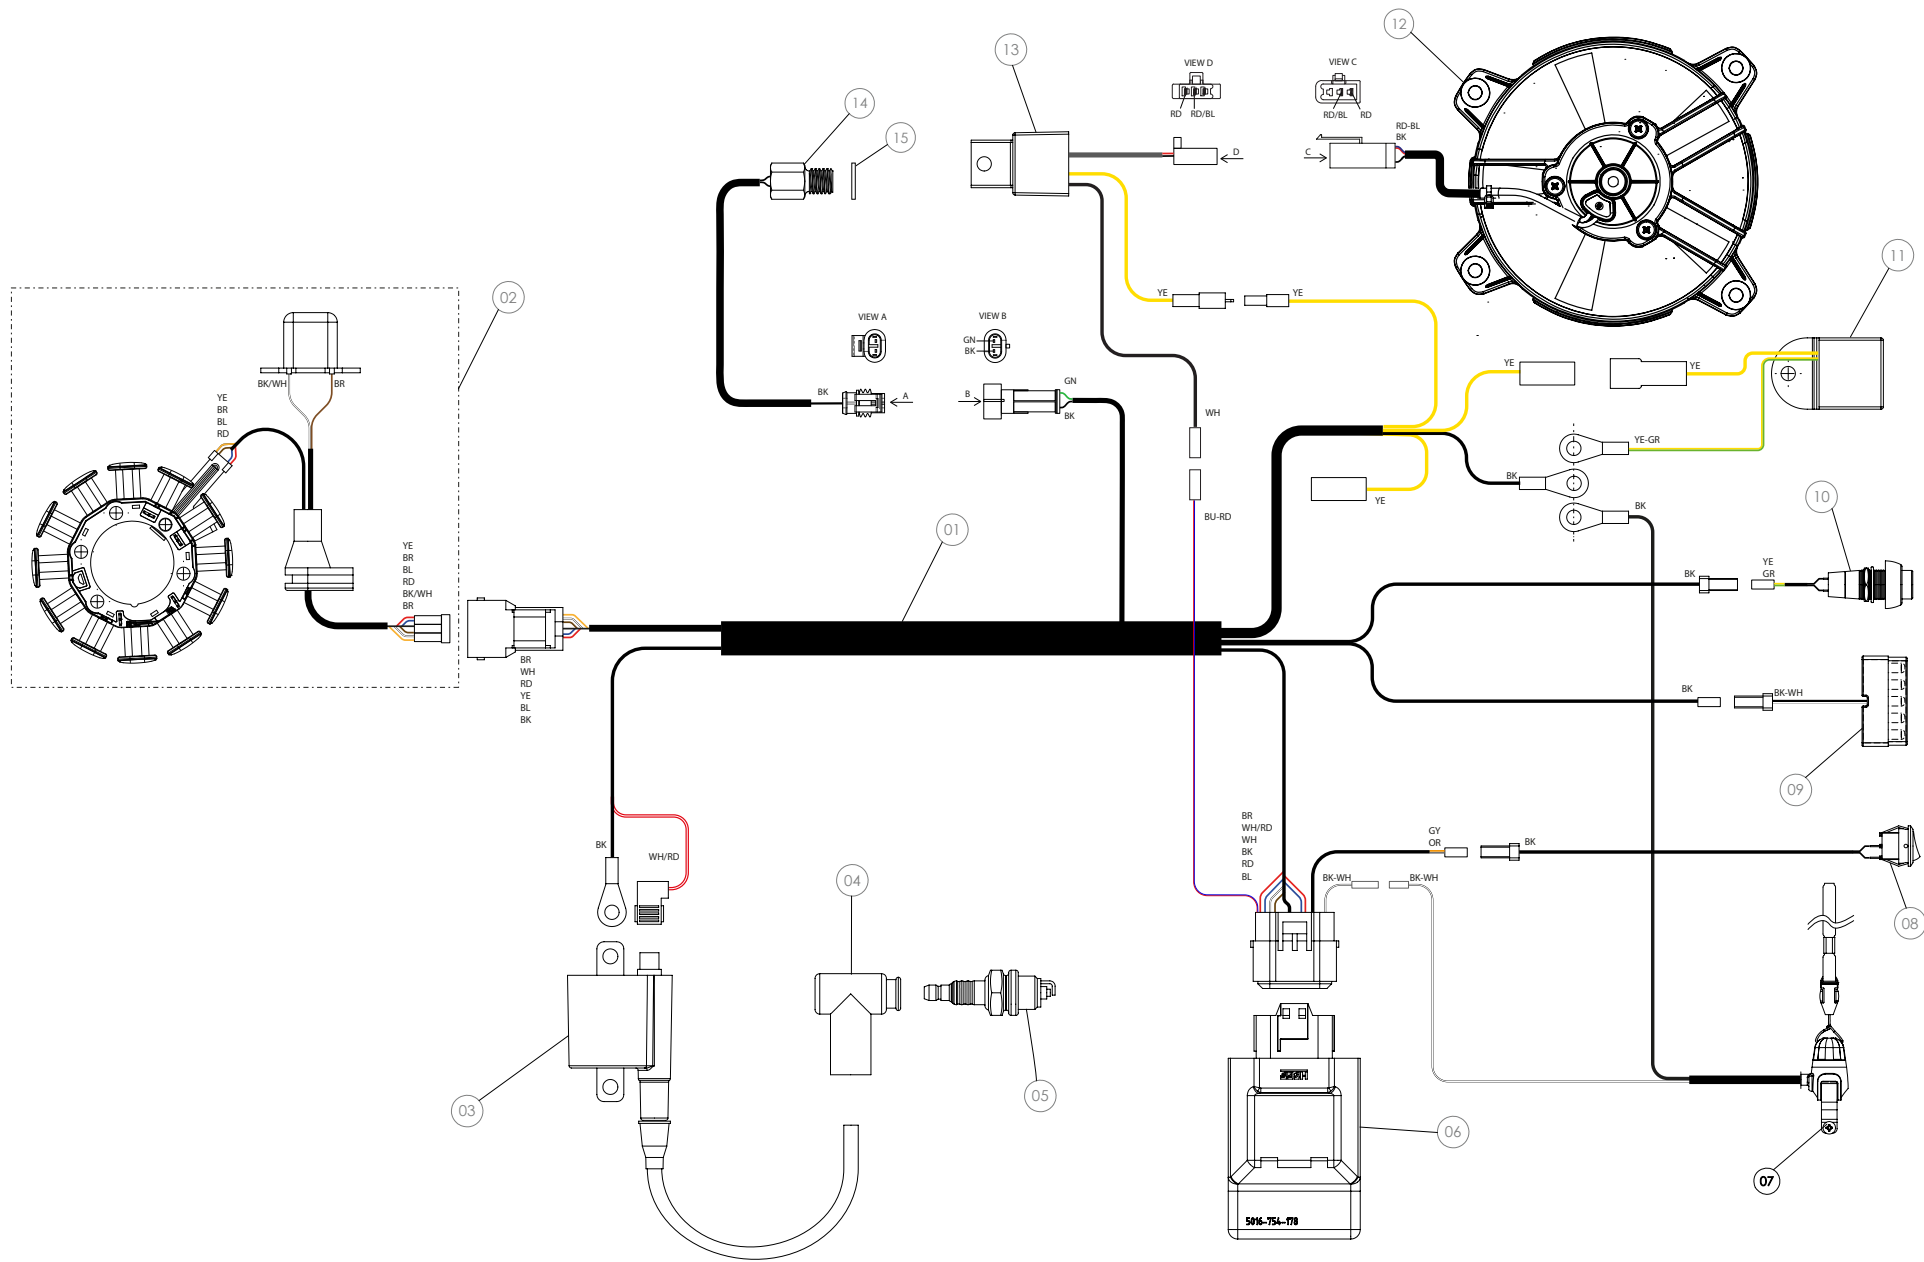 12
13
VIEW D
VIEW C
14
RD RD/BL
RD/BL RD
15
RD-BL
BK
D
C
11
02
YE
YE
VIEW A
VIEW B
GN
BK
YE
YE
BK/WH
BR
GN
BK
A
B
BK
YE
BR
BL
RD
WH
YE-GR
BK
YE
10
BK
BU-RD
01
YE
BR
BL
RD
BK/WH
BR
YE
GR
BK
BR
WH
RD
YE
BL
BK
BK
BK-WH
09
BR
WH/RD
WH
BK
RD
BL
GY
OR
BK
BK
WH/RD
04
BK-WH
BK-WH
08
05
03
06
07
5016-754-178